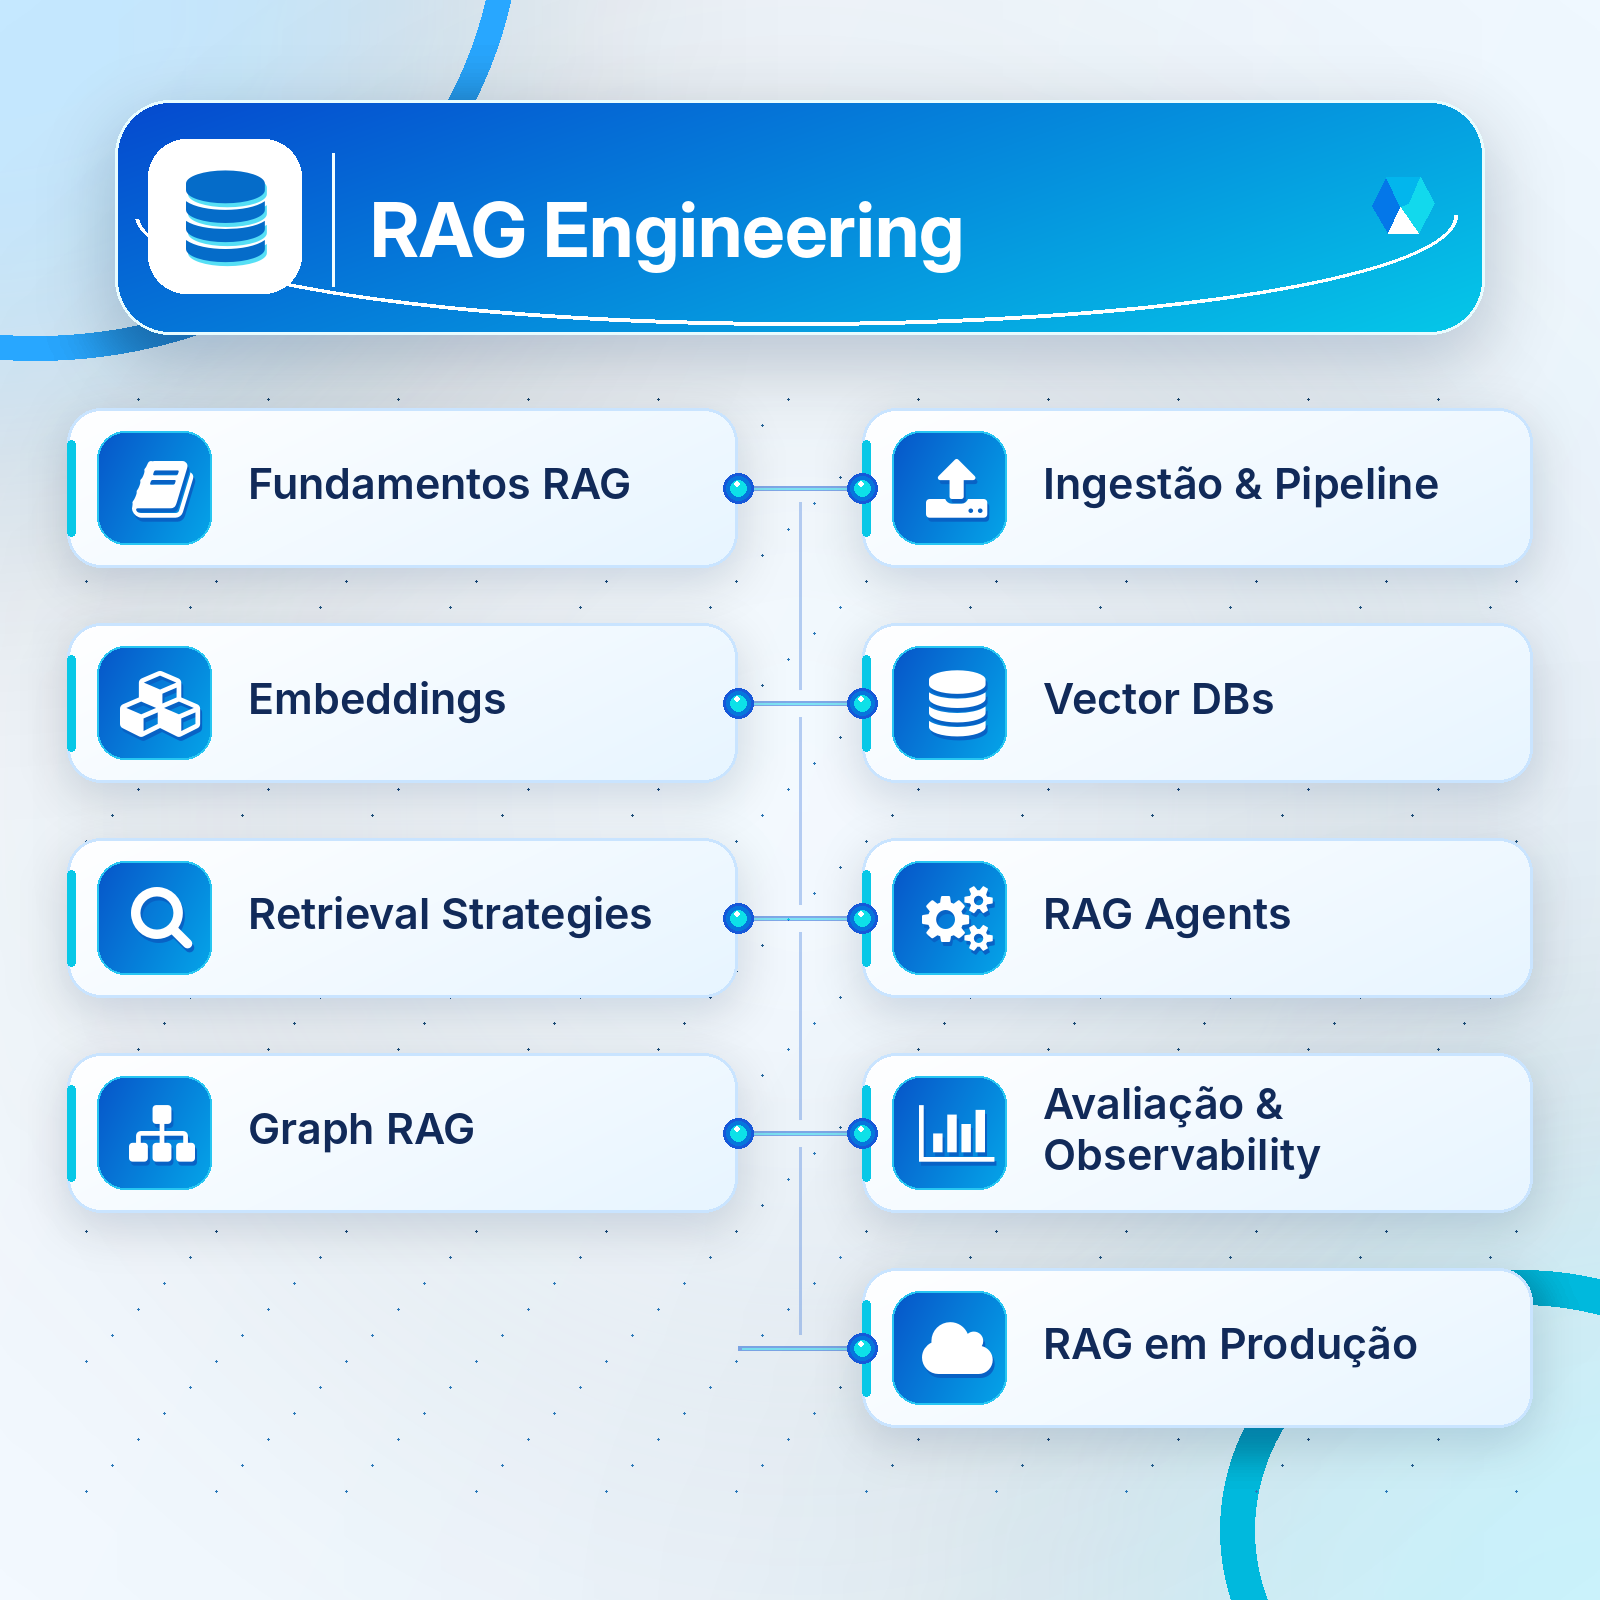 RAG Engineering
Fundamentos RAG
Ingestão & Pipeline
Embeddings
Vector DBs
Retrieval Strategies
RAG Agents
Graph RAG
Avaliação &
Observability
RAG em Produção